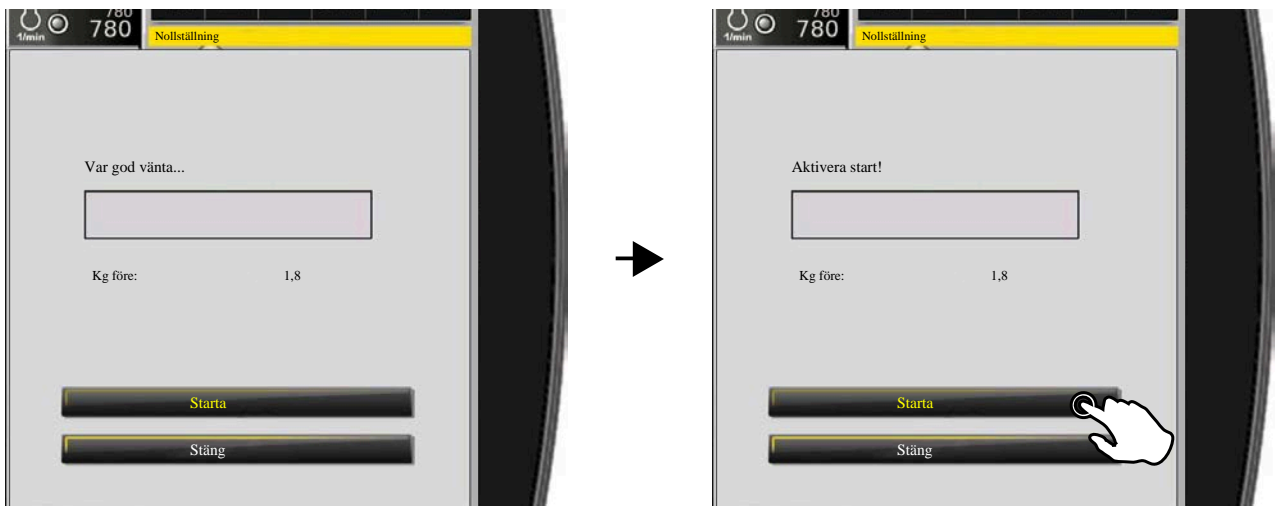 780
1/min 780
Nollställning
Var god vänta...
Kg före: 1,8
Starta
Stäng
780
1/min 780
Nollställning
Aktivera start!
Kg före: 1,8
Starta
Stäng